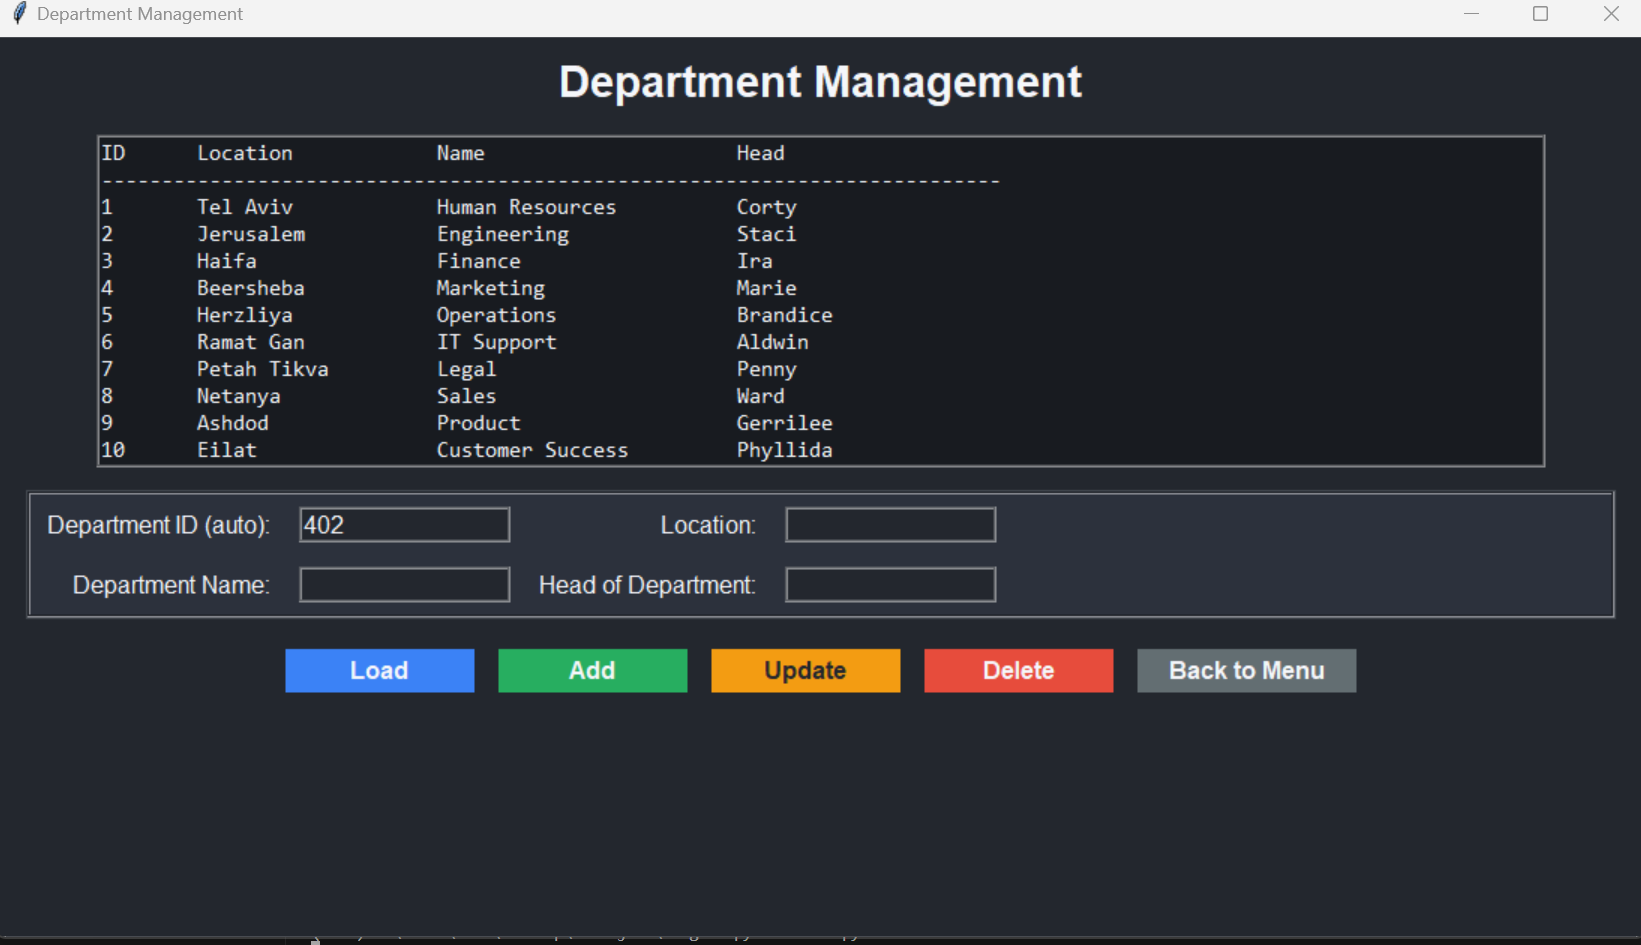 Department Management
Department Management
ID Location Name Head
---------------------------------------------------------------------------
1 Tel Aviv Human Resources Corty
2 Jerusalem Engineering Staci
3 Haifa Finance Ira
4 Beersheba Marketing Marie
5 Herzliya Operations Brandice
6 Ramat Gan IT Support Aldwin
7 Petah Tikva Legal Penny
8 Netanya Sales Ward
9 Ashdod Product Gerrilee
10 Eilat Customer Success Phyllida
Department ID (auto): 402 Location:
Department Name: Head of Department:
Load Add Update Delete Back to Menu